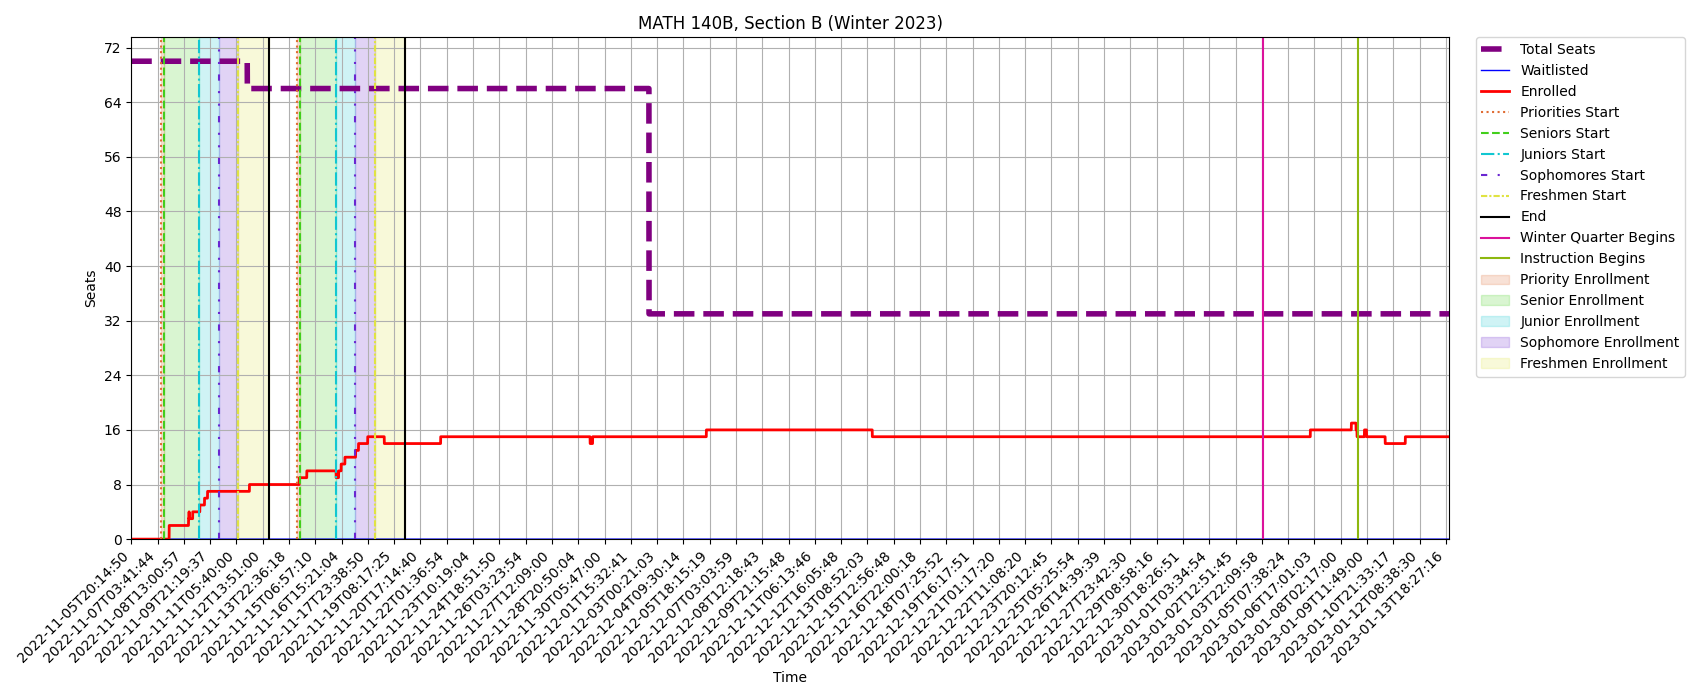 MATH 140B, Section B (Winter 2023)
72
64
56
48
40
32
24
16
8
0
Seats
2022-11-05T20:14:50
2022-11-07T03:41:44
2022-11-08T13:00:57
2022-11-09T21:19:37
2022-11-11T05:40:00
2022-11-12T13:51:00
2022-11-13T22:36:18
2022-11-15T06:57:10
2022-11-16T15:21:04
2022-11-17T23:38:50
2022-11-19T08:17:25
2022-11-20T17:14:40
2022-11-22T01:36:54
2022-11-23T10:19:04
2022-11-24T18:51:50
2022-11-26T03:23:54
2022-11-27T12:09:00
2022-11-28T20:50:04
2022-11-30T05:47:00
2022-12-01T15:32:41
2022-12-03T00:21:03
2022-12-04T09:30:14
2022-12-05T18:15:19
2022-12-07T03:03:59
2022-12-08T12:18:43
2022-12-09T21:15:48
2022-12-11T06:13:46
2022-12-12T16:05:48
2022-12-13T18:52:03
2022-12-15T12:56:48
2022-12-16T22:00:18
2022-12-18T07:25:52
2022-12-19T16:17:51
2022-12-21T01:17:20
2022-12-22T11:08:20
2022-12-23T20:12:45
2022-12-25T05:25:54
2022-12-26T14:39:39
2022-12-27T23:42:30
2022-12-29T08:58:16
2022-12-30T18:26:51
2023-01-01T03:34:54
2023-01-02T12:51:45
2023-01-03T22:09:58
2023-01-05T07:38:24
2023-01-06T17:01:03
2023-01-08T02:17:00
2023-01-09T11:49:00
2023-01-10T21:33:17
2023-01-12T08:38:30
2023-01-13T18:27:16
Time
Total Seats
Waitlisted
Enrolled
Priorities Start
Seniors Start
Juniors Start
Sophomores Start
Freshmen Start
End
Winter Quarter Begins
Instruction Begins
Priority Enrollment
Senior Enrollment
Junior Enrollment
Sophomore Enrollment
Freshmen Enrollment